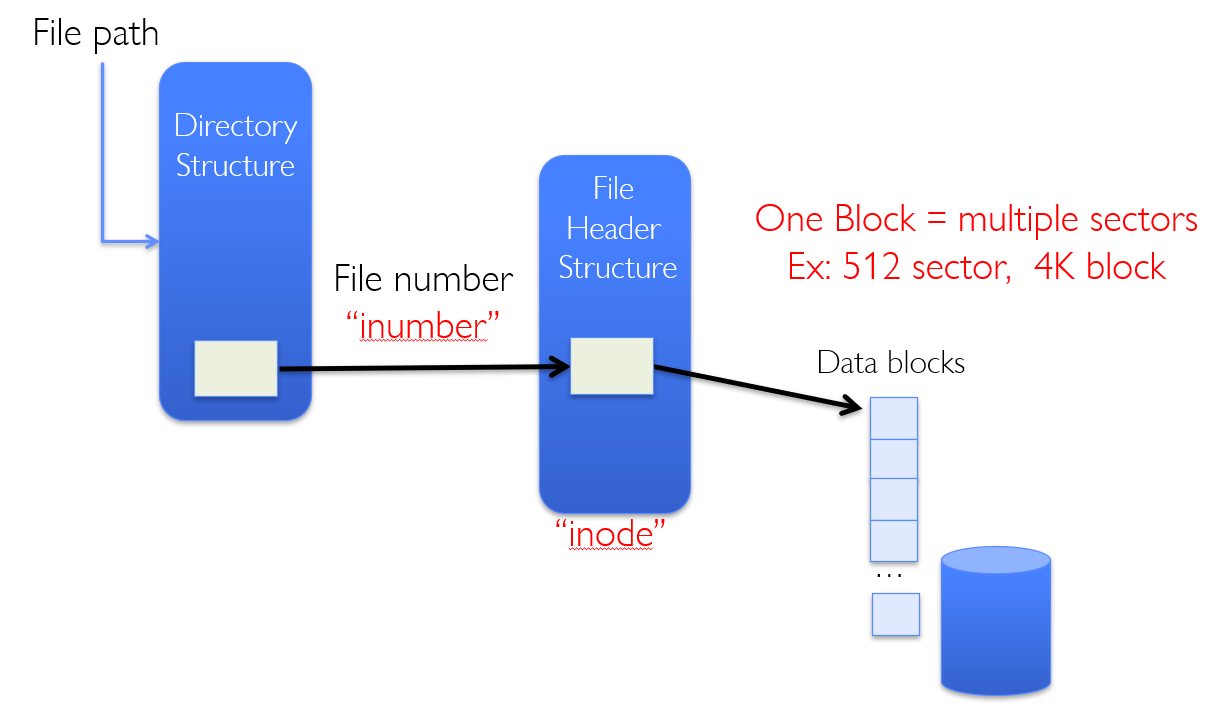 File path
Directory
Structure
File
Header
Structure
One Block = multiple sectors
Ex: 512 sector, 4K block
File number
“inumber”
Data blocks
“inode”
...